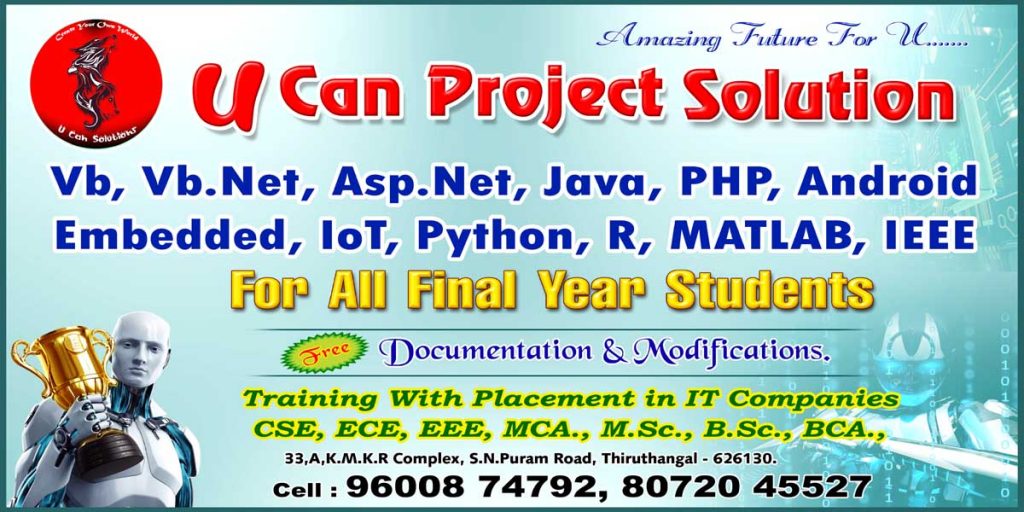 Create Your Own World
U Can Solutions
Amazing Future For U.......
U Can Project Solution
Vb, Vb.Net, Asp.Net, Java, PHP, Android
Embedded, IoT, Python, R, MATLAB, IEEE
For All Final Year Students
Free Documentation & Modifications.
Training With Placement in IT Companies
CSE, ECE, EEE, MCA., M.Sc., B.Sc., BCA.,
33,A,K.M.K.R Complex, S.N.Puram Road, Thiruthangal - 626130.
Cell : 96008 74792, 80720 45527